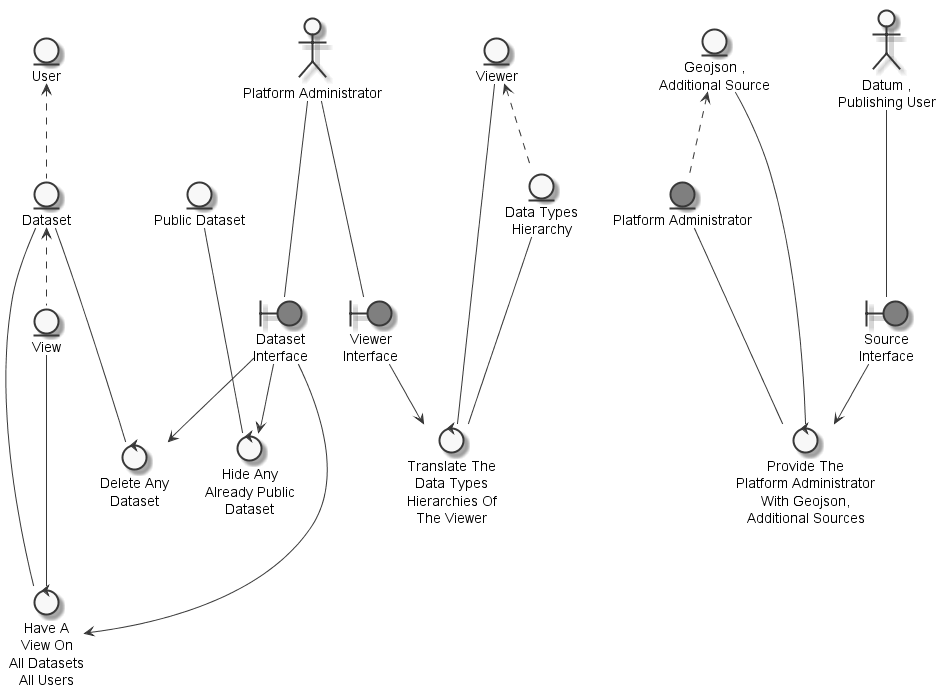 User
Platform Administrator
Viewer
Geojson ,
Additional Source
Datum ,
Publishing User
Dataset
Public Dataset
Data Types
Hierarchy
Platform Administrator
View
Dataset
Interface
Viewer
Interface
Source
Interface
Delete Any
Dataset
Hide Any
Already Public
Dataset
Translate The
Data Types
Hierarchies Of
The Viewer
Provide The
Platform Administrator
With Geojson,
Additional Sources
Have A
View On
All Datasets
All Users